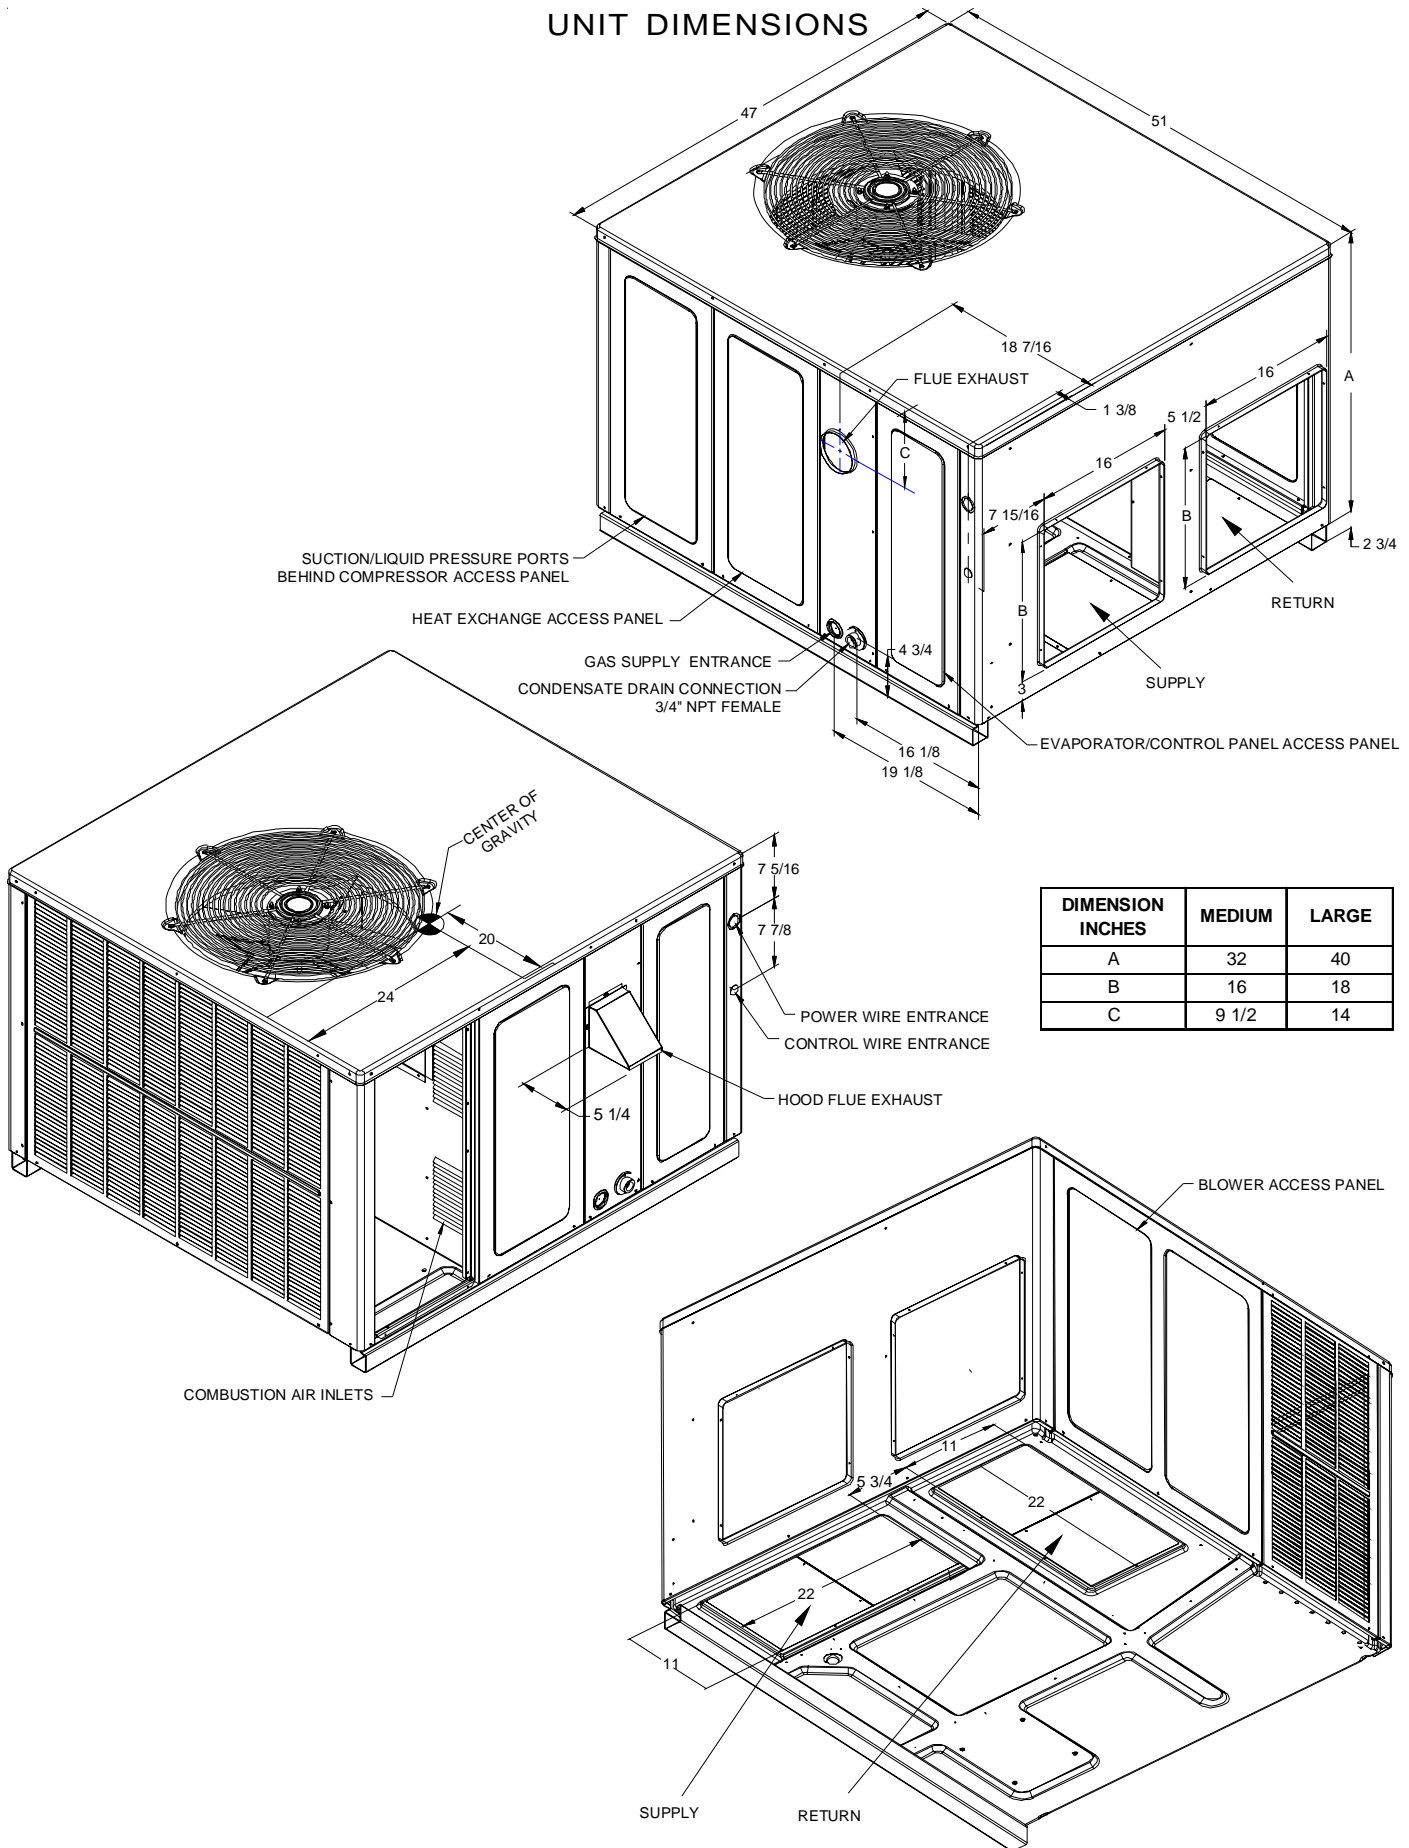 UNIT DIMENSIONS
47
51
18 7/16
FLUE EXHAUST
1 3/8
16
A
5 1/2
C
16
7 15/16
B
2 3/4
SUCTION/LIQUID PRESSURE PORTS
BEHIND COMPRESSOR ACCESS PANEL
HEAT EXCHANGE ACCESS PANEL
B
RETURN
GAS SUPPLY ENTRANCE
4 3/4
CONDENSATE DRAIN CONNECTION
3/4" NPT FEMALE
3
SUPPLY
EVAPORATOR/CONTROL PANEL ACCESS PANEL
16 1/8
19 1/8
CENTER OF
GRAVITY
7 5/16
7 7/8
20
24
POWER WIRE ENTRANCE
CONTROL WIRE ENTRANCE
HOOD FLUE EXHAUST
5 1/4
COMBUSTION AIR INLETS
DIMENSION INCHES MEDIUM LARGE
A 32 40
B 16 18
C 9 1/2 14
BLOWER ACCESS PANEL
11
5 3/4
22
22
11
SUPPLY
RETURN